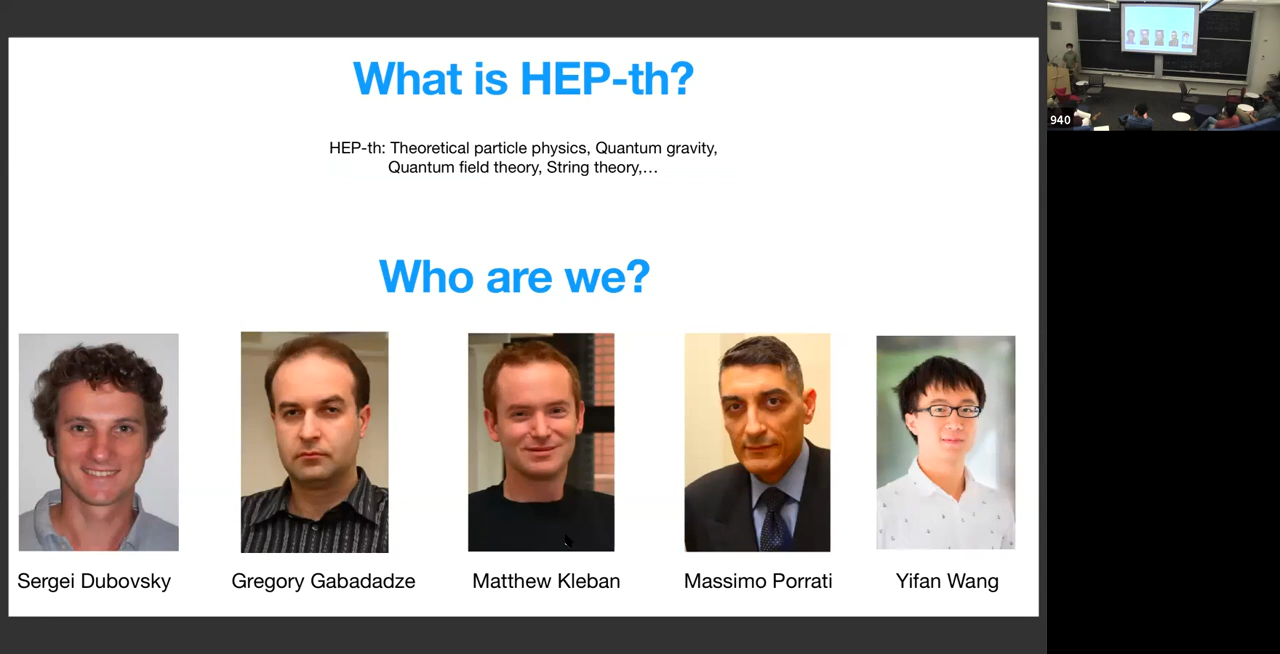 What is HEP-th?
HEP-th: Theoretical particle physics, Quantum gravity,
Quantum field theory, String theory,…
Who are we?
Sergei Dubovsky
Gregory Gabadadze
Matthew Kleban
Massimo Porrati
Yifan Wang
940